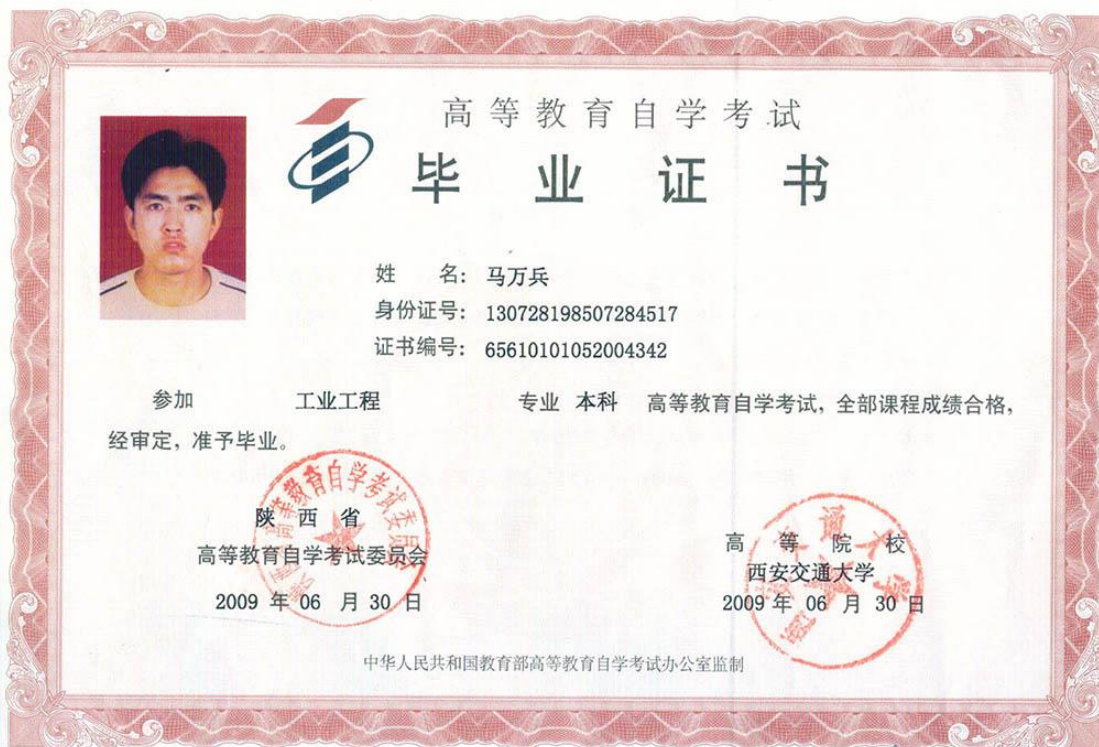 高等教育自学考试
毕业证书
姓 名：马万兵
身份证号：130728198507284517
证书编号：65610101052004342
参加 工业工程 专业 本科 高等教育自学考试，全部课程成绩合格，
经审定，准予毕业。
陕西省
高等教育自学考试委员会
2009 年 06 月 30 日
高等院校
西安交通大学
2009 年 06 月 30 日
中华人民共和国教育部高等教育自学考试办公室监制